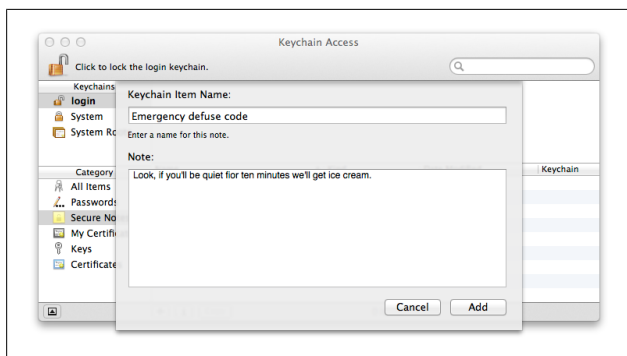 Keychain Access
Click to lock the login keychain.
Keychains
login
System
System Ro
Category
All Items
Passwords
Secure No
My Certifi
Keys
Certificate
Keychain Item Name:
Emergency defuse code
Enter a name for this note.
Note:
Look, if you'll be quiet fior ten minutes we'll get ice cream.
Cancel
Add
Keychain